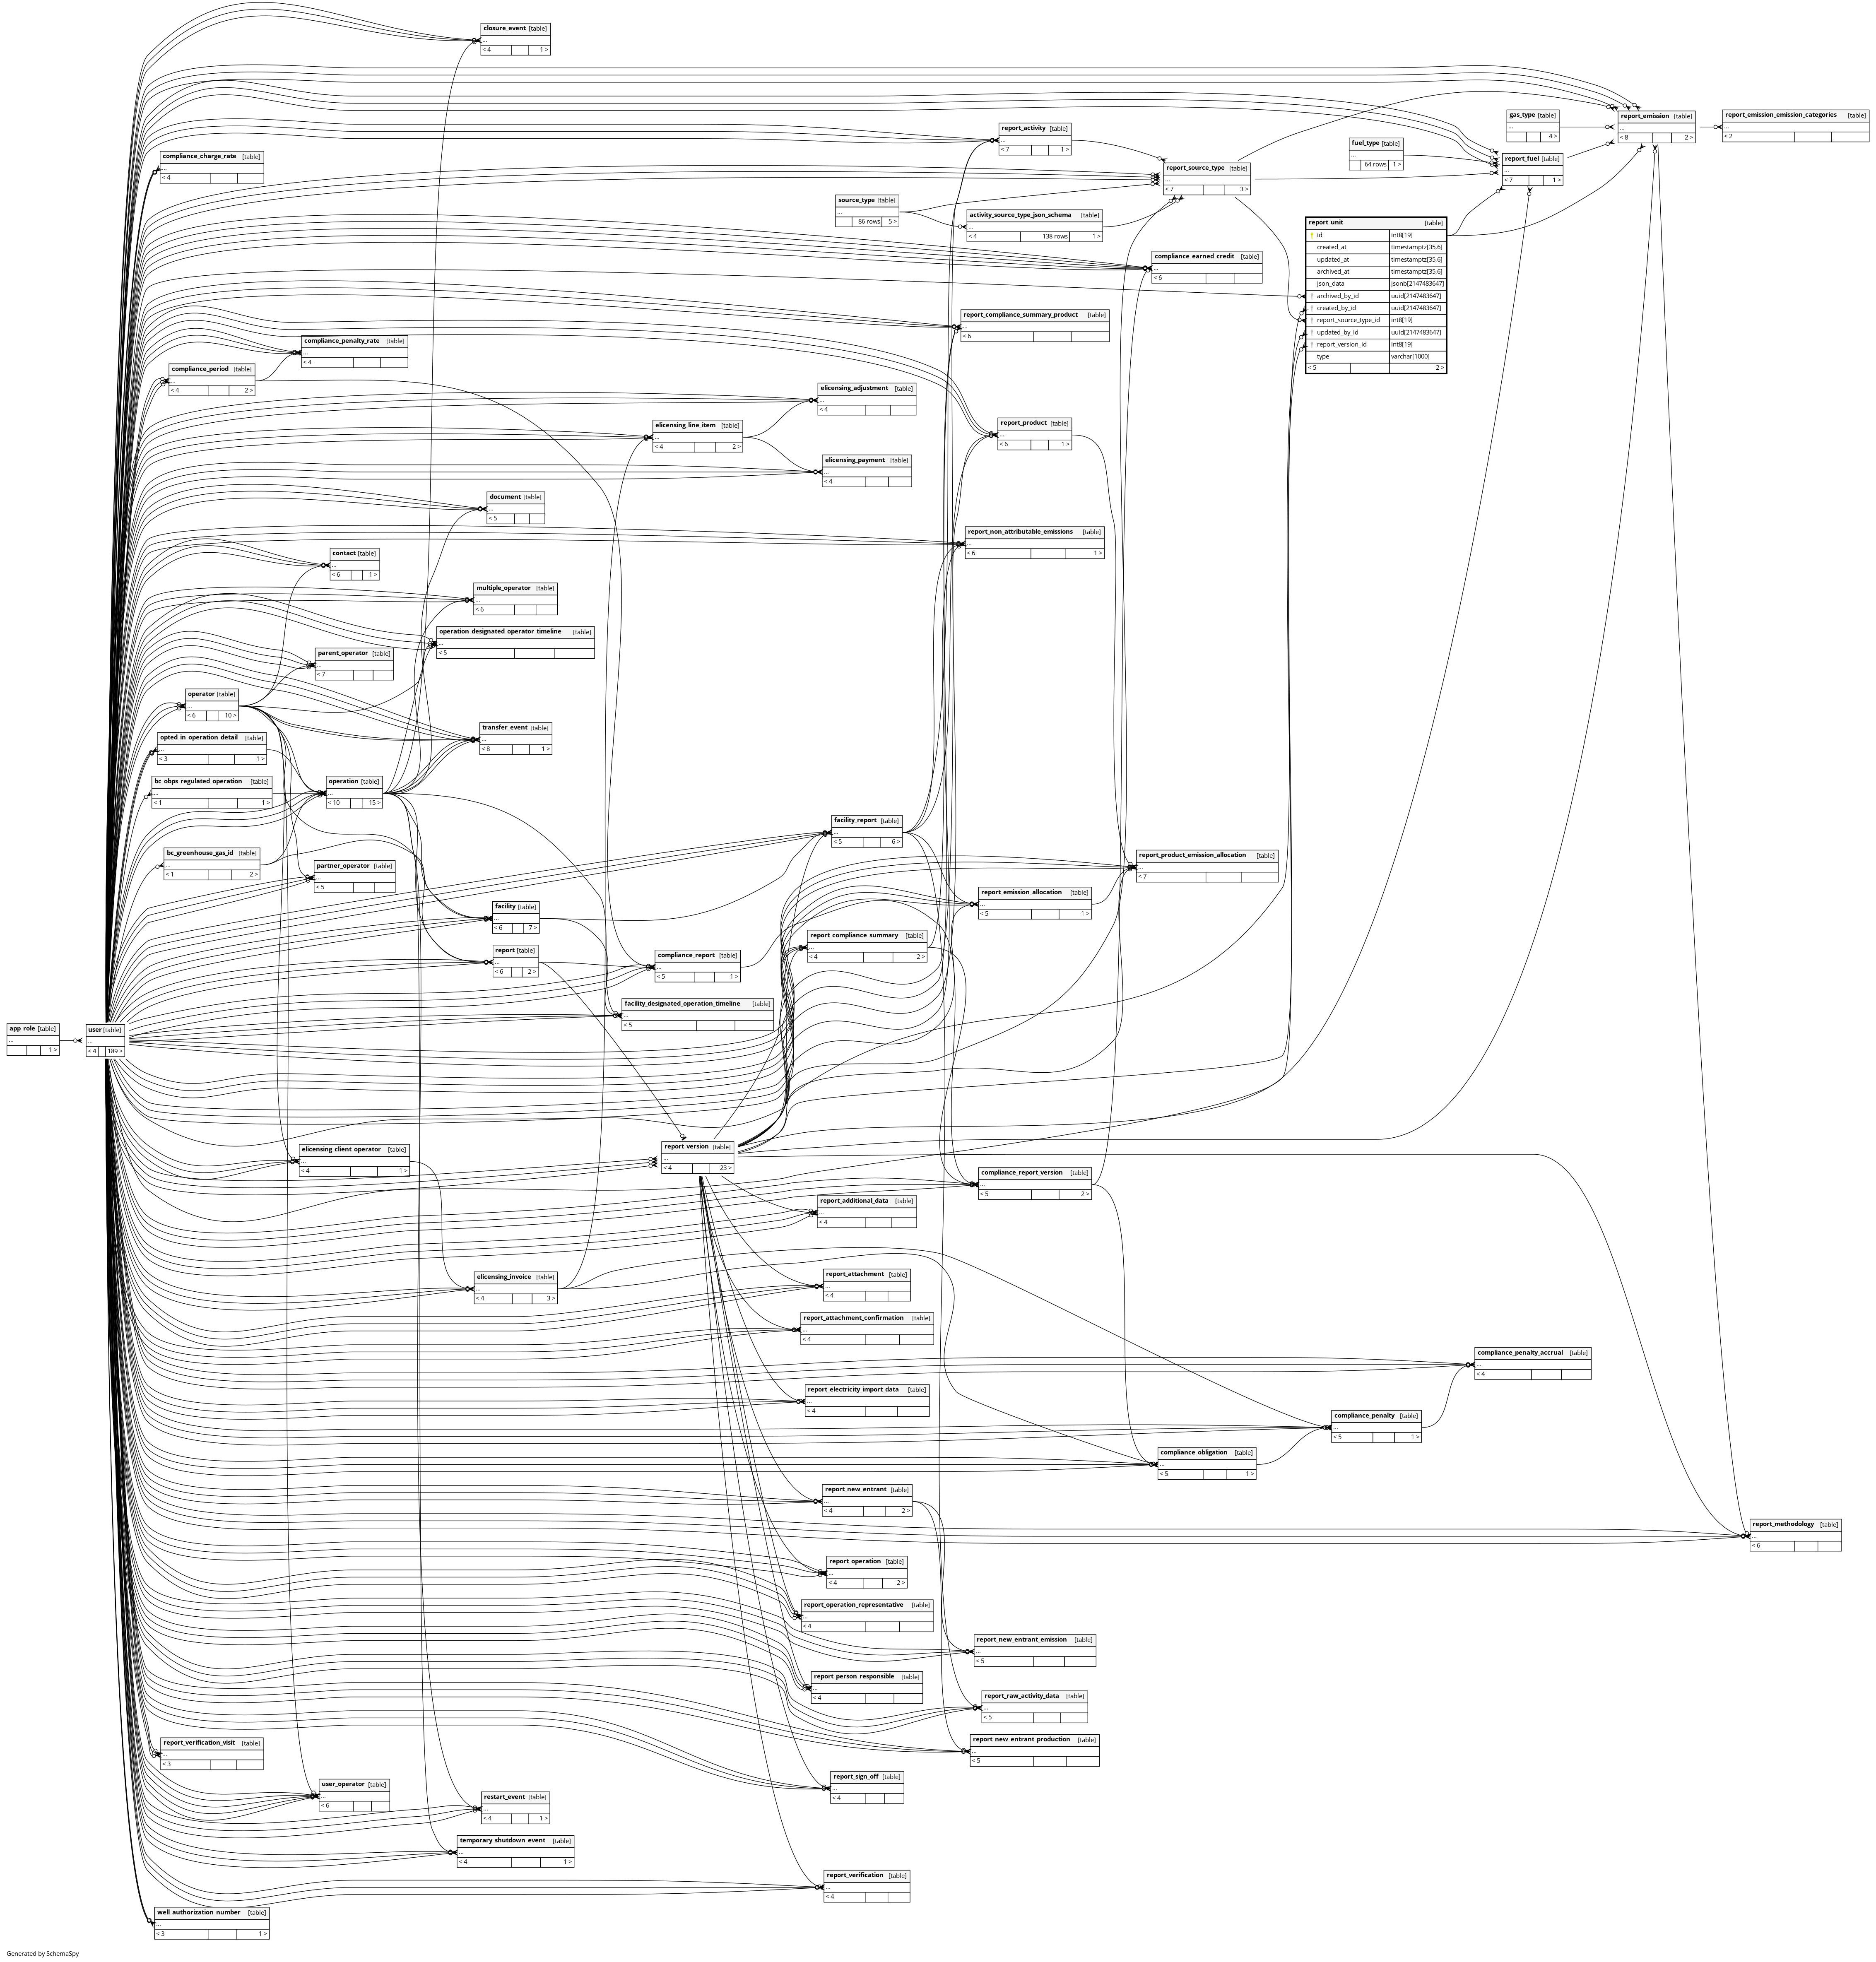 closure_event [table]
...
< 4 1 >
report_emission [table]
...
< 8 2 >
report_emission_emission_categories [table]
...
< 2
gas_type [table]
...
4 >
report_activity [table]
...
< 7 1 >
fuel_type [table]
...
64 rows 1 >
report_fuel [table]
...
< 7 1 >
compliance_charge_rate [table]
...
< 4
report_source_type [table]
...
< 7 3 >
source_type [table]
...
86 rows 5 >
activity_source_type_json_schema [table]
...
< 4 138 rows 1 >
report_unit [table]
id int8[19]
created_at timestamptz[35,6]
updated_at timestamptz[35,6]
archived_at timestamptz[35,6]
json_data jsonb[2147483647]
archived_by_id uuid[2147483647]
created_by_id uuid[2147483647]
report_source_type_id int8[19]
updated_by_id uuid[2147483647]
report_version_id int8[19]
type varchar[1000]
< 5 2 >
compliance_earned_credit [table]
...
< 6
report_compliance_summary_product [table]
...
< 6
compliance_penalty_rate [table]
...
< 4
compliance_period [table]
...
< 4 2 >
elicensing_adjustment [table]
...
< 4
elicensing_line_item [table]
...
< 4 2 >
report_product [table]
...
< 6 1 >
elicensing_payment [table]
...
< 4
document [table]
...
< 5
report_non_attributable_emissions [table]
...
< 6 1 >
contact [table]
...
< 6 1 >
multiple_operator [table]
...
< 6
operation_designated_operator_timeline [table]
...
< 5
parent_operator [table]
...
< 7
operator [table]
...
< 6 10 >
transfer_event [table]
...
< 8 1 >
opted_in_operation_detail [table]
...
< 3 1 >
bc_obps_regulated_operation [table]
...
< 1 1 >
operation [table]
...
< 10 15 >
facility_report [table]
...
< 5 6 >
bc_greenhouse_gas_id [table]
...
< 1 2 >
report_product_emission_allocation [table]
...
< 7
partner_operator [table]
...
< 5
report_emission_allocation [table]
...
< 5 1 >
facility [table]
...
< 6 7 >
report_compliance_summary [table]
...
< 4 2 >
report [table]
...
< 6 2 >
compliance_report [table]
...
< 5 1 >
facility_designated_operation_timeline [table]
...
< 5
app_role [table]
...
1 >
user [table]
...
< 4 189 >
report_version [table]
...
< 4 23 >
elicensing_client_operator [table]
...
< 4 1 >
compliance_report_version [table]
...
< 5 2 >
report_additional_data [table]
...
< 4
elicensing_invoice [table]
...
< 4 3 >
report_attachment [table]
...
< 4
report_attachment_confirmation [table]
...
< 4
compliance_penalty_accrual [table]
...
< 4
report_electricity_import_data [table]
...
< 4
compliance_penalty [table]
...
< 5 1 >
compliance_obligation [table]
...
< 5 1 >
report_new_entrant [table]
...
< 4 2 >
report_methodology [table]
...
< 6
report_operation [table]
...
< 4 2 >
report_operation_representative [table]
...
< 4
report_new_entrant_emission [table]
...
< 5
report_person_responsible [table]
...
< 4
report_raw_activity_data [table]
...
< 5
report_new_entrant_production [table]
...
< 5
report_verification_visit [table]
...
< 3
report_sign_off [table]
...
< 4
user_operator [table]
...
< 6
restart_event [table]
...
< 4 1 >
temporary_shutdown_event [table]
...
< 4 1 >
report_verification [table]
...
< 4
well_authorization_number [table]
...
< 3 1 >
Generated by SchemaSpy